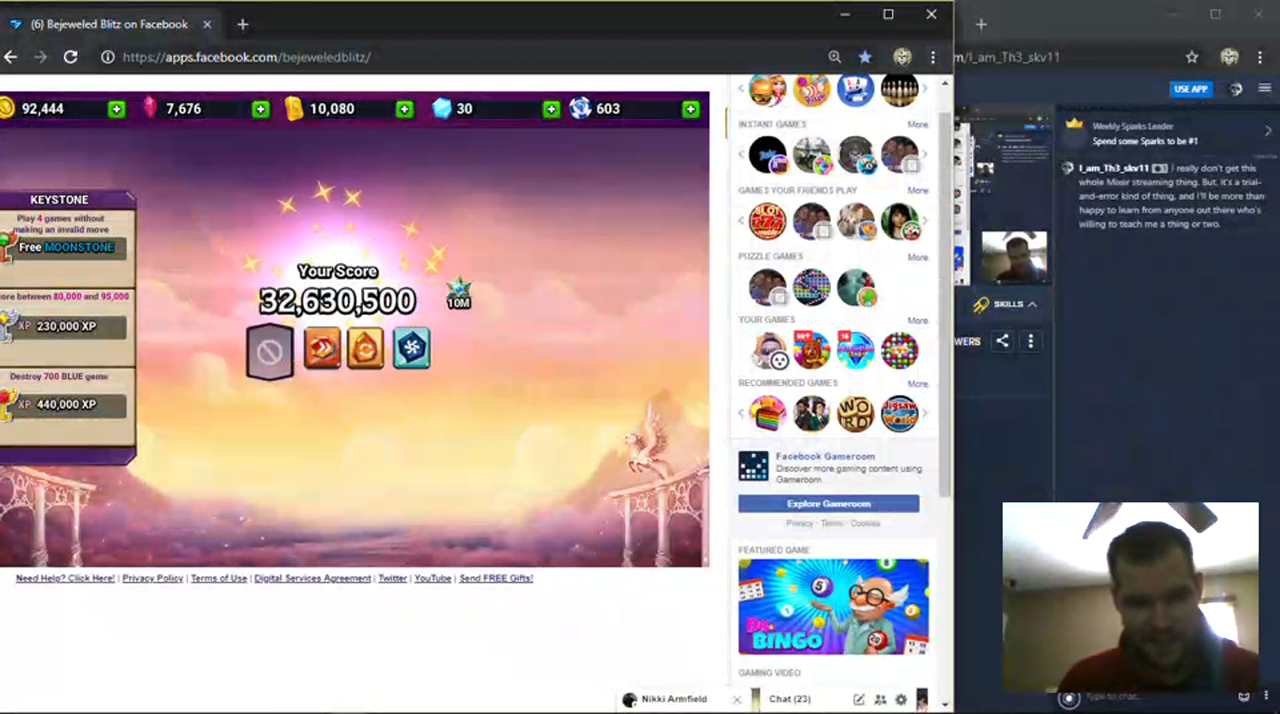 (6) Bejeweled Blitz on Facebook
https://apps.facebook.com/bejeweledblitz/
m/I_am_Th3_skv11
92,444
7,676
10,080
30
603
KEYSTONE
Play 4 games without
making an invalid move
Free MOONSTONE
core between 80,000 and 95,000
XP 230,000 XP
Destroy 700 BLUE gems
XP 440,000 XP
Your Score
32,630,500
10M
Need Help? Click Here! | Privacy Policy | Terms of Use | Digital Services Agreement | Twitter | YouTube | Send FREE Gifts!
INSTANT GAMES More
GAMES YOUR FRIENDS PLAY More
PUZZLE GAMES More
YOUR GAMES More
RECOMMENDED GAMES More
WORD
JIGSAW
WORLD
Facebook Gameroom
Discover more gaming content using
Gameroom
Explore Gameroom
Privacy · Terms · Cookies
FEATURED GAME
DR.
BINGO
GAMING VIDEO
Nikki Armfield
Chat (23)
USE APP
Weekly Sparks Leader
Spend some Sparks to be #1
I_am_Th3_skv11 I really don't get this
whole Mixer streaming thing. But, it's a trial-
and-error kind of thing, and I'll be more than
happy to learn from anyone out there who's
willing to teach me a thing or two.
SKILLS
WERS
Type to chat...